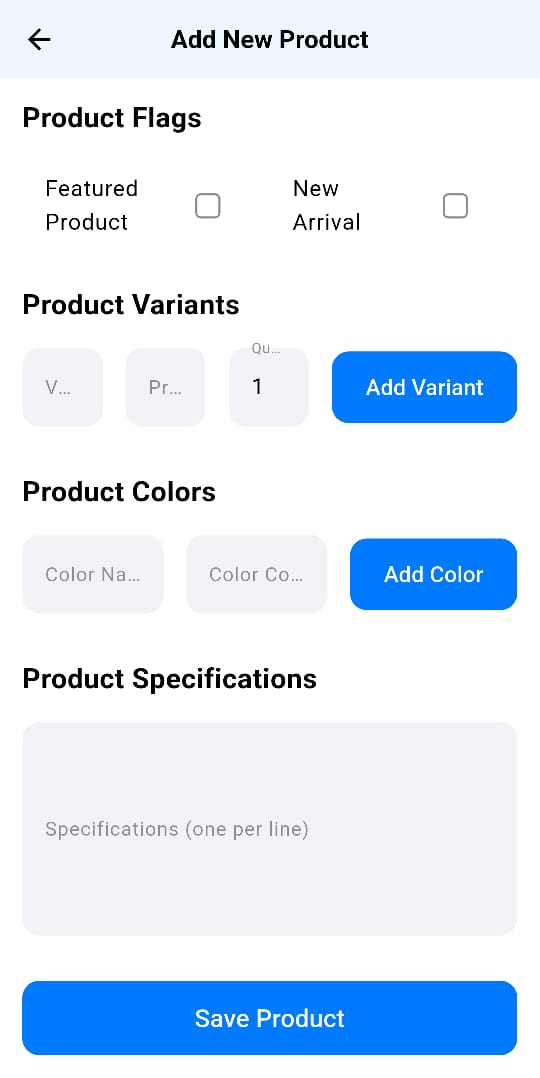 Add New Product
Product Flags
Featured
Product
New
Arrival
Product Variants
V...
Pr...
Qu...
1
Add Variant
Product Colors
Color Na...
Color Co...
Add Color
Product Specifications
Specifications (one per line)
Save Product